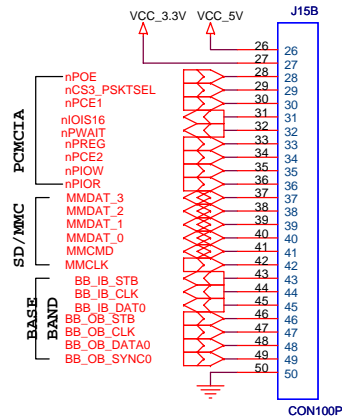 VCC_3.3V VCC_5V J15B
26 26
27 27
nPOE 28 28
nCS3_PSKTSEL 29 29
nPCE1 30 30
nIOIS16 31 31
nPWAIT 32 32
nPREG 33 33
nPCE2 34 34
nPIOW 35 35
nPIOR 36 36
PCMCIA
MMDAT_3 37 37
MMDAT_2 38 38
MMDAT_1 39 39
MMDAT_0 40 40
MMCMD 41 41
MMCLK 42 42
SD/MMC
BB_IB_STB 43 43
BB_IB_CLK 44 44
BB_IB_DAT0 45 45
BB_OB_STB 46 46
BB_OB_CLK 47 47
BB_OB_DATA0 48 48
BB_OB_SYNC0 49 49
BASE
BAND
50 50
CON100P